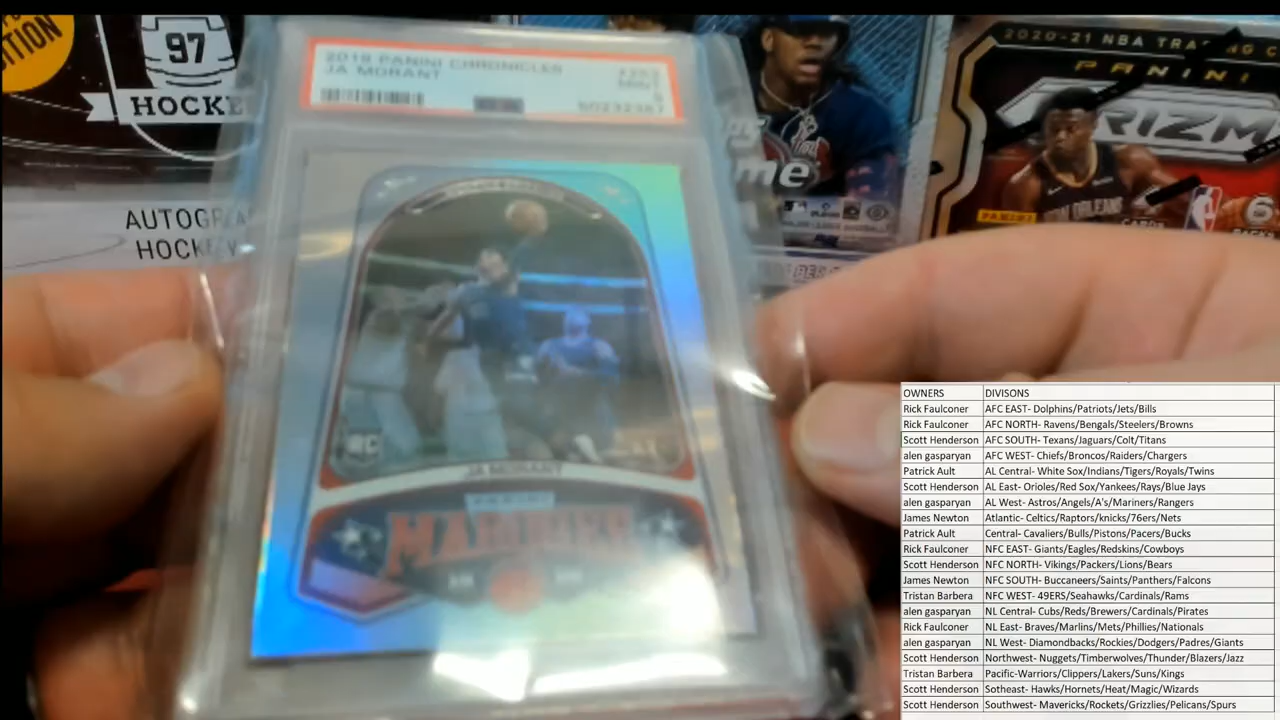 97
HOCKEY
AUTOGRA
HOCKEY
2019 PANINI CHRONICLES
JA MORANT
MINT
9
50232387
RC
JA MORANT
PANINI
MARQUEE
me
2020-21 NBA TRADING C
PANINI
PRIZM
PANINI
NBA
6
OWNERS DIVISONS
Rick Faulconer AFC EAST- Dolphins/Patriots/Jets/Bills
Rick Faulconer AFC NORTH- Ravens/Bengals/Steelers/Browns
Scott Henderson AFC SOUTH- Texans/Jaguars/Colt/Titans
alen gasparyan AFC WEST- Chiefs/Broncos/Raiders/Chargers
Patrick Ault AL Central- White Sox/Indians/Tigers/Royals/Twins
Scott Henderson AL East- Orioles/Red Sox/Yankees/Rays/Blue Jays
alen gasparyan AL West- Astros/Angels/A's/Mariners/Rangers
James Newton Atlantic- Celtics/Raptors/knicks/76ers/Nets
Patrick Ault Central- Cavaliers/Bulls/Pistons/Pacers/Bucks
Rick Faulconer NFC EAST- Giants/Eagles/Redskins/Cowboys
Scott Henderson NFC NORTH- Vikings/Packers/Lions/Bears
James Newton NFC SOUTH- Buccaneers/Saints/Panthers/Falcons
Tristan Barbera NFC WEST- 49ERS/Seahawks/Cardinals/Rams
alen gasparyan NL Central- Cubs/Reds/Brewers/Cardinals/Pirates
Rick Faulconer NL East- Braves/Marlins/Mets/Phillies/Nationals
alen gasparyan NL West- Diamondbacks/Rockies/Dodgers/Padres/Giants
Scott Henderson Northwest- Nuggets/Timberwolves/Thunder/Blazers/Jazz
Tristan Barbera Pacific-Warriors/Clippers/Lakers/Suns/Kings
Scott Henderson Sotheast- Hawks/Hornets/Heat/Magic/Wizards
Scott Henderson Southwest- Mavericks/Rockets/Grizzlies/Pelicans/Spurs